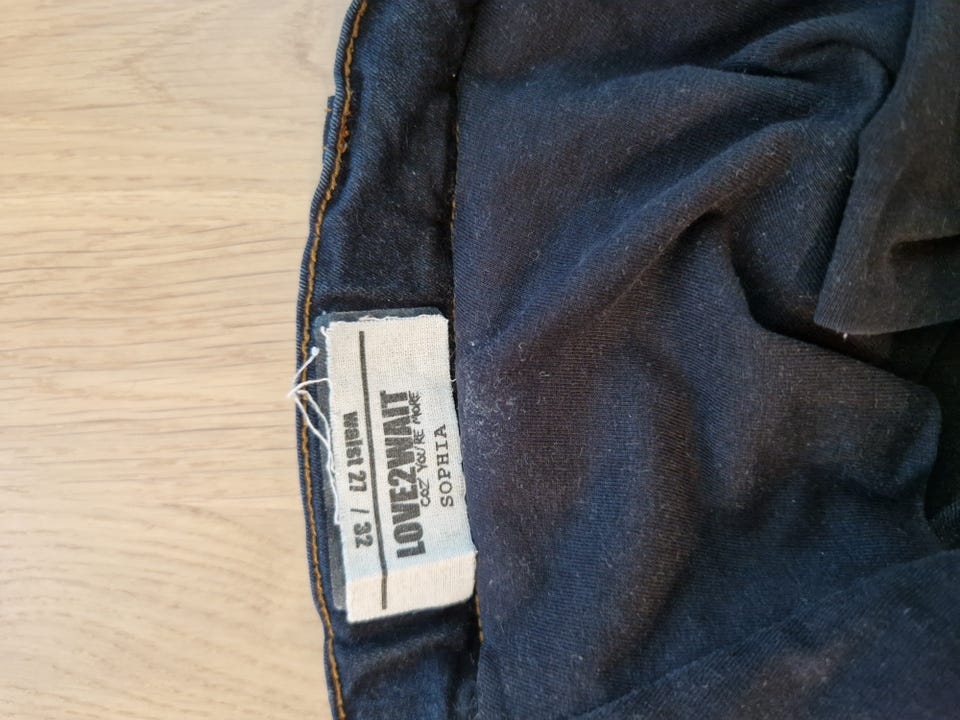 LOVE2WAIT
COZ YOU'RE MORE
SOPHIA
waist 27 / 32